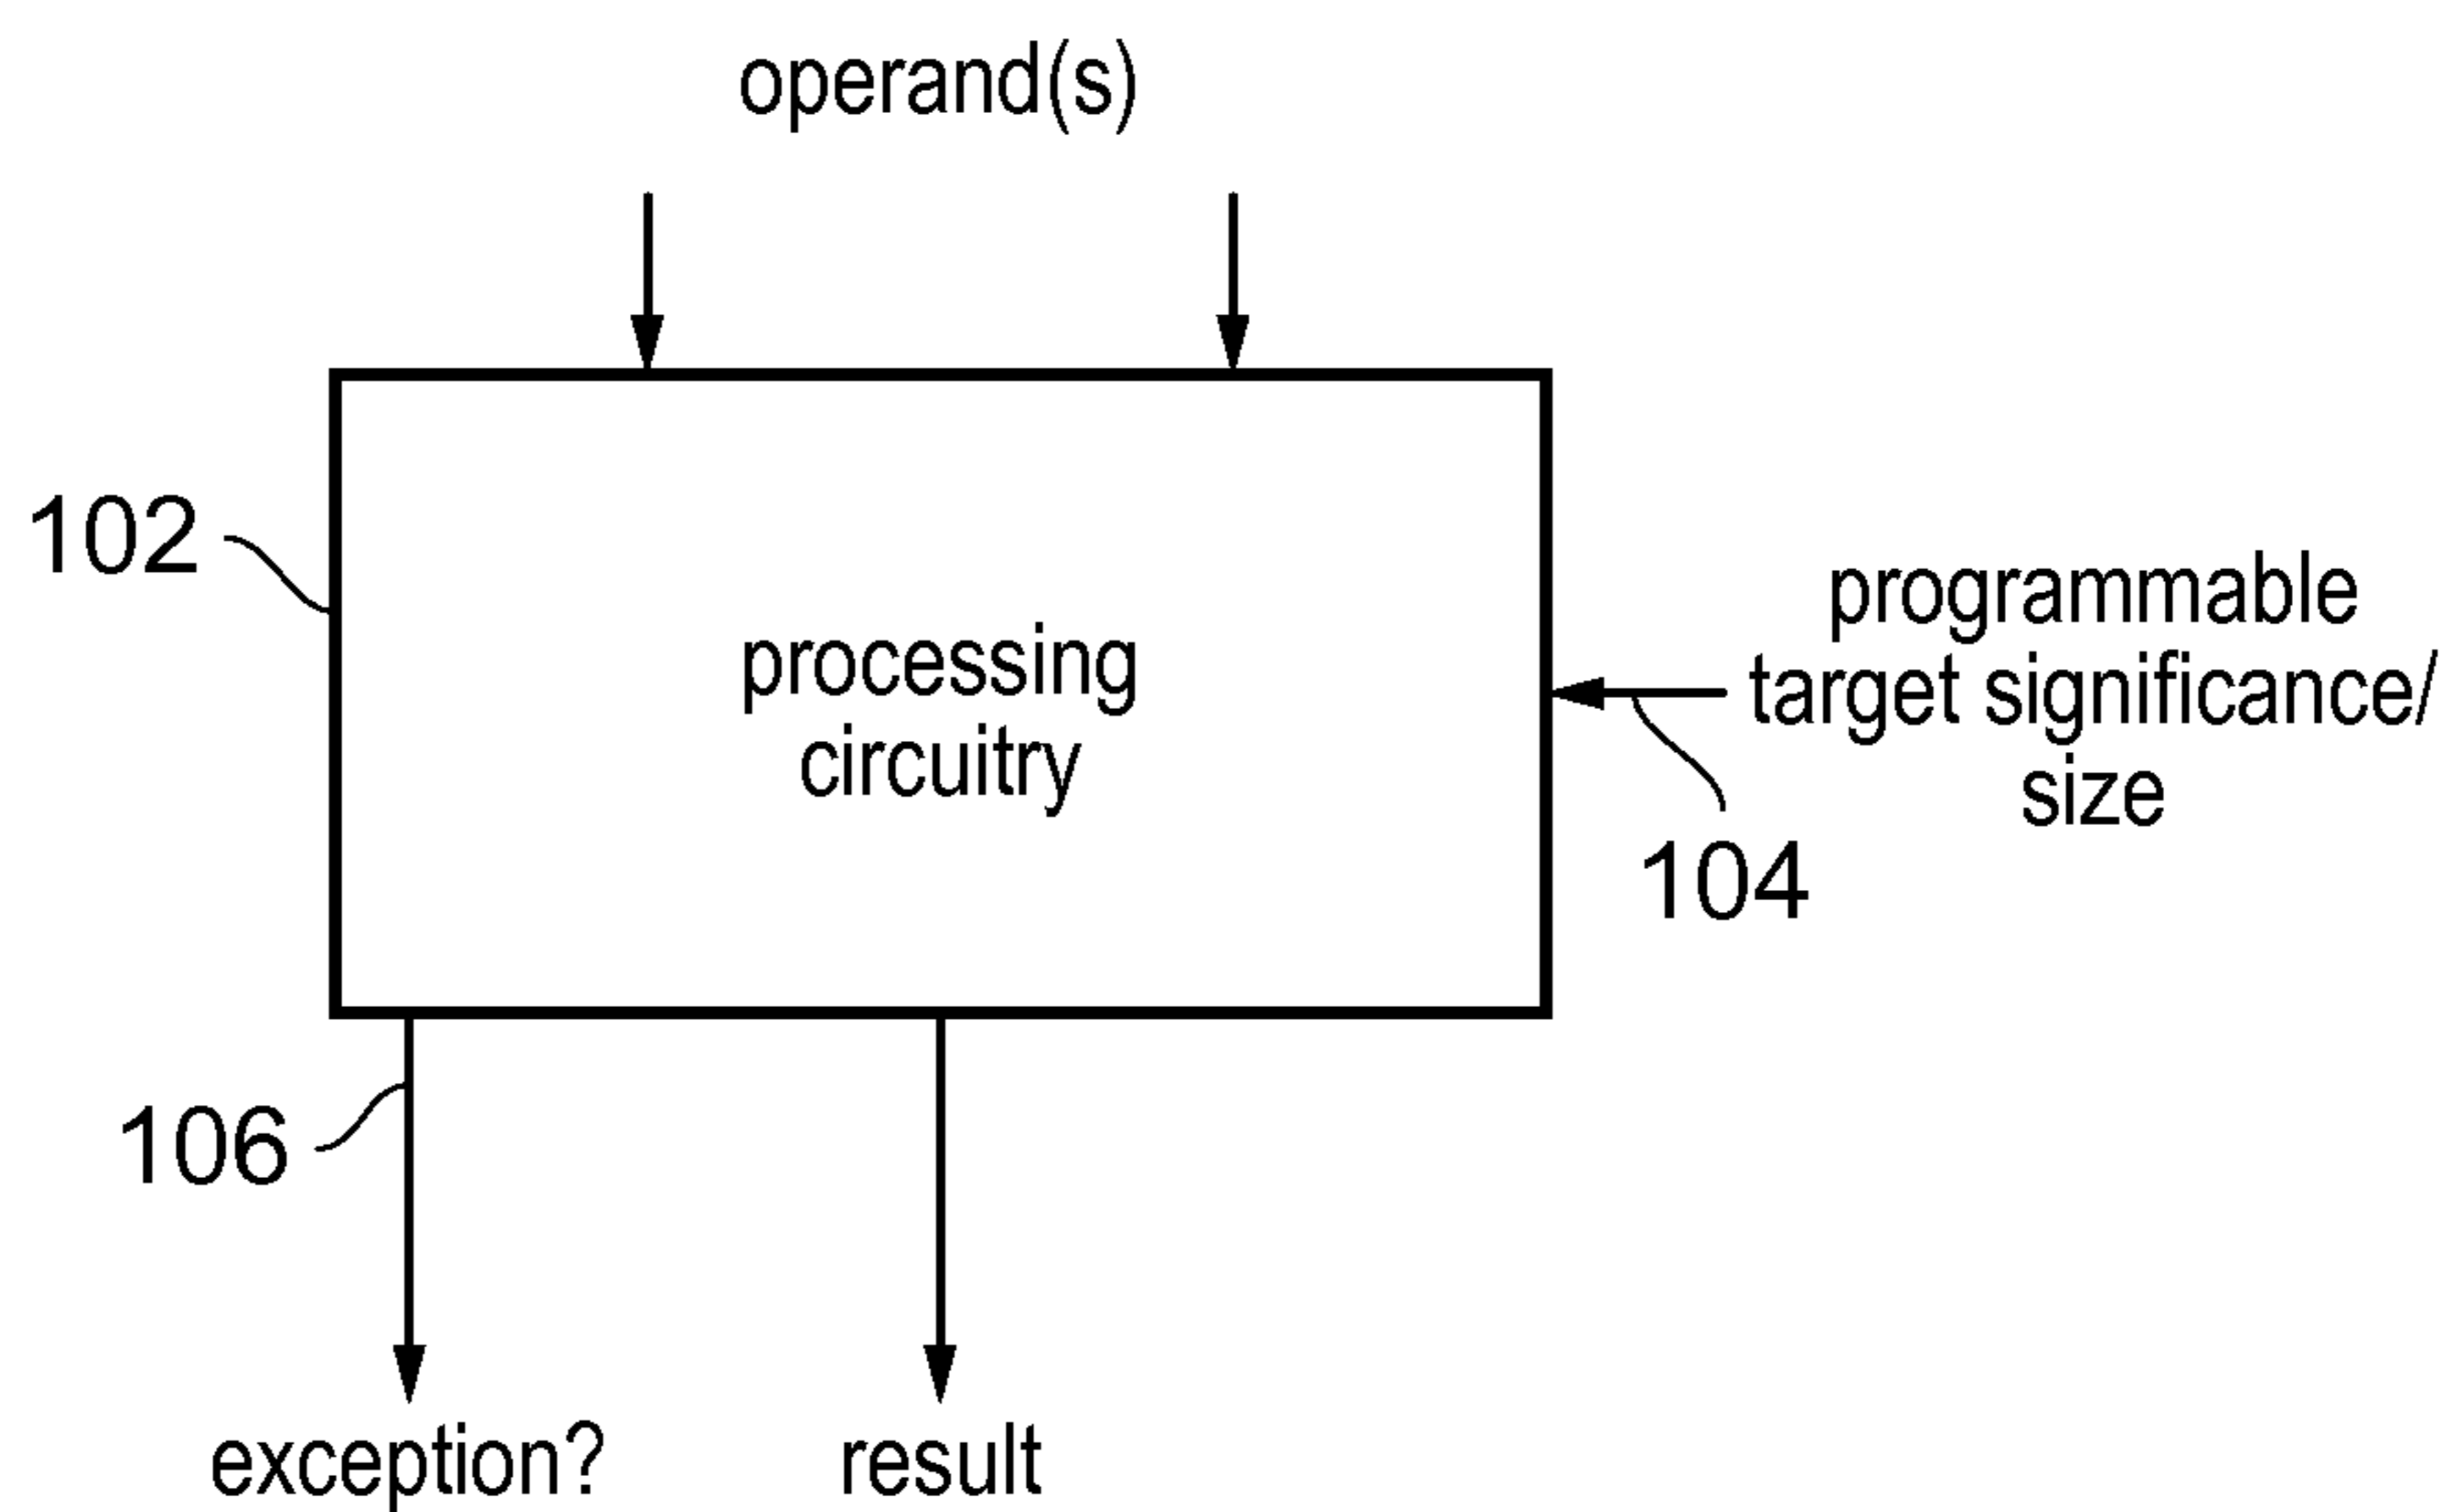 operand(s)
102
processing
circuitry
programmable
target significance/
size
104
106
exception?
result